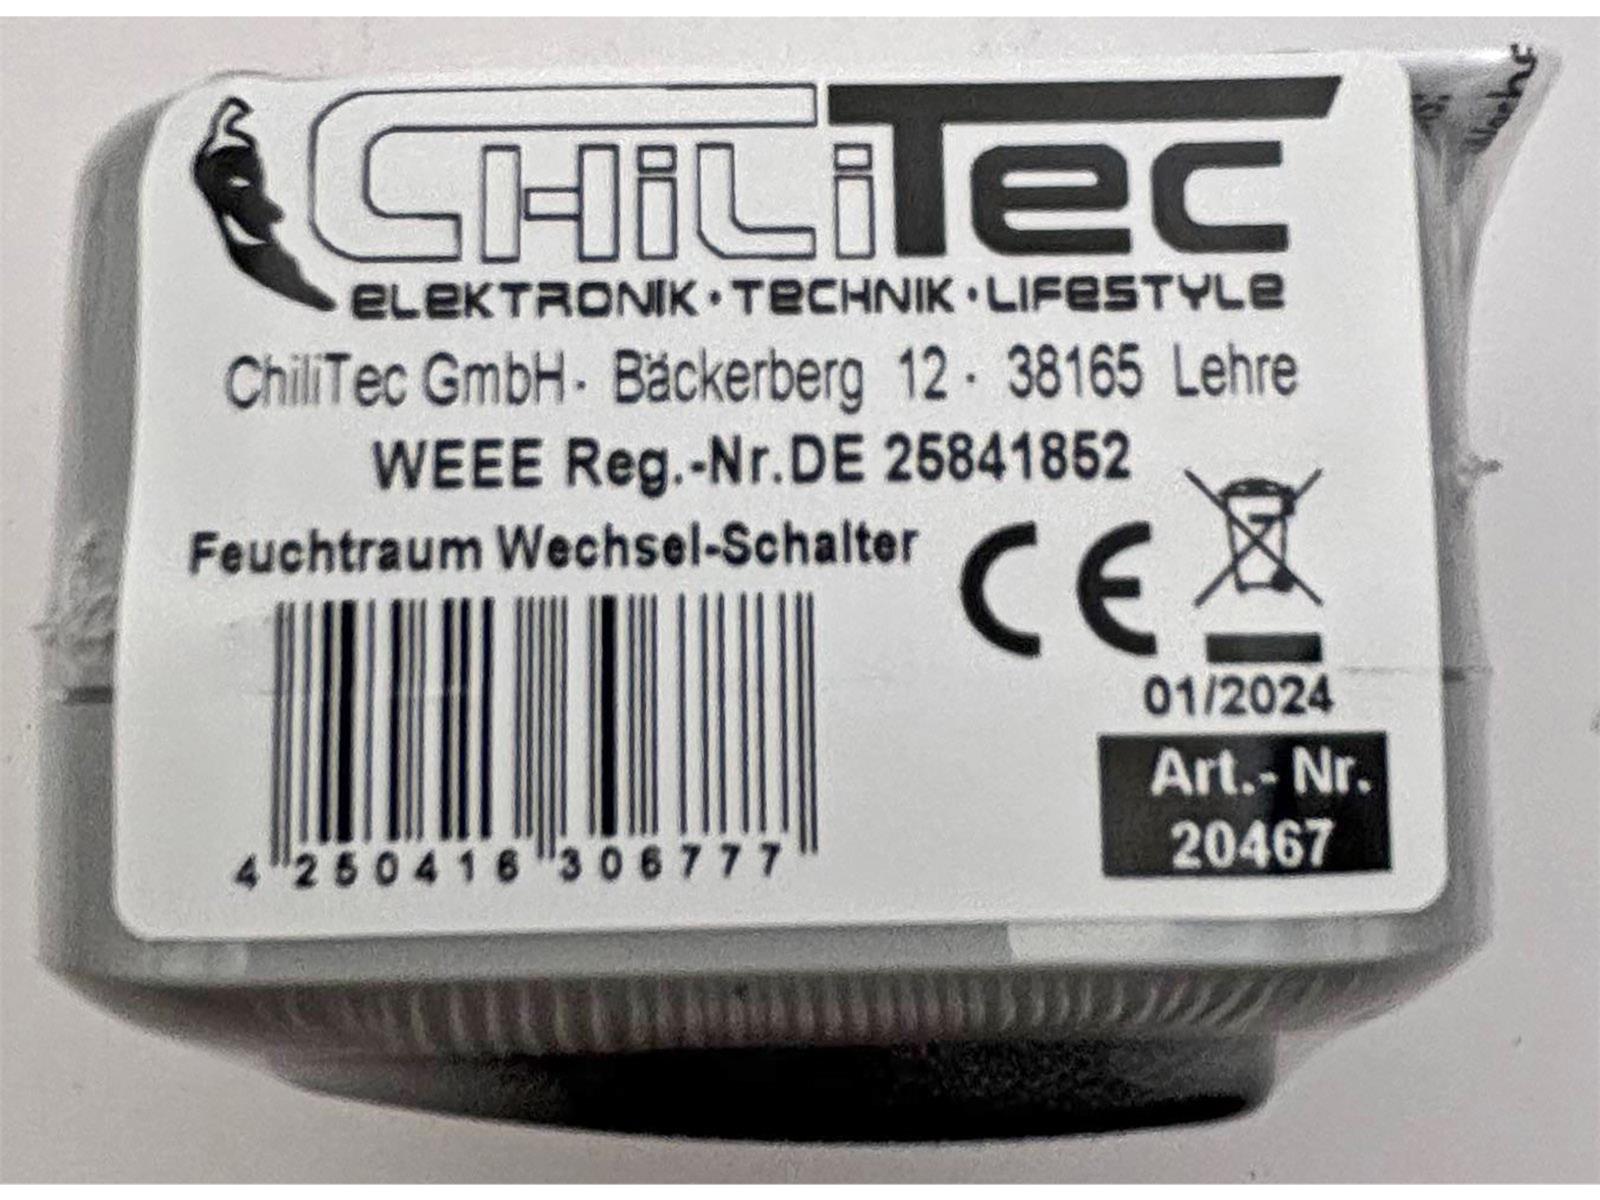 CHiLiTec
ELEKTRONIK · TECHNIK · LIFESTYLE
ChiliTec GmbH · Bäckerberg 12 · 38165 Lehre
WEEE Reg.-Nr.DE 25841852
Feuchtraum Wechsel-Schalter
CE
01/2024
Art.- Nr.
20467
4 250416 306777